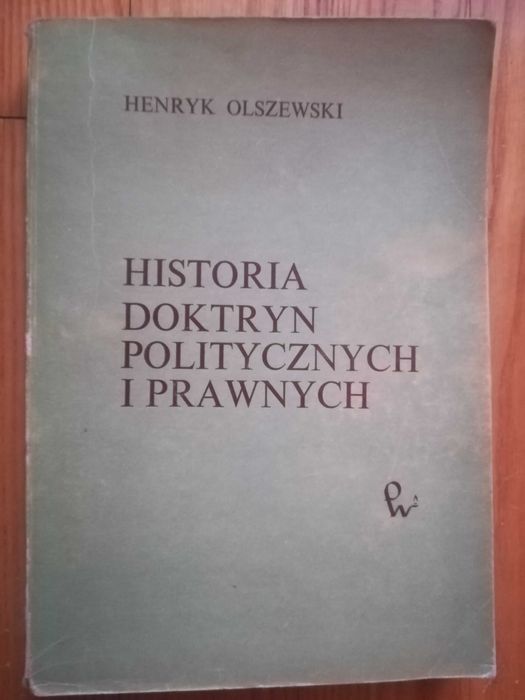 HENRYK OLSZEWSKI
HISTORIA
DOKTRYN
POLITYCZNYCH
I PRAWNYCH